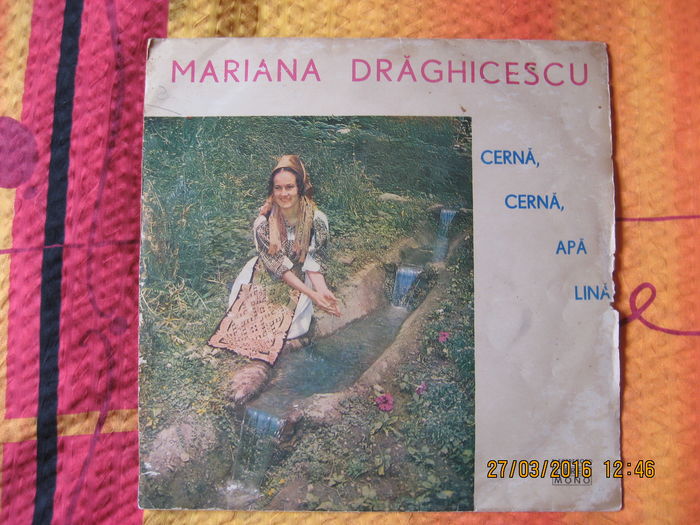 MARIANA DRĂGHICESCU
CERNĂ,
CERNĂ,
APĂ
LINĂ
27/03/2016 12:46
MONO